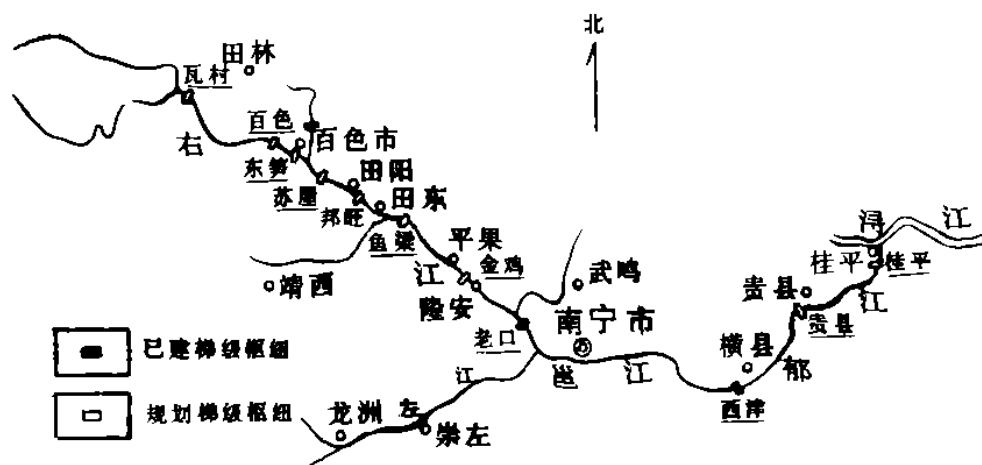 北
田林
瓦村
右
百色
百色市
东笋
田阳
苏屋
田东
邦旺
鱼梁
平果
江
金鸡
靖西
隆安
武鸣
老口
南宁市
浔
江
桂平
桂平
贵县
贵县
江
横县
郁
邕
江
西津
江
左
龙洲
崇左
已建梯级枢纽
规划梯级枢纽